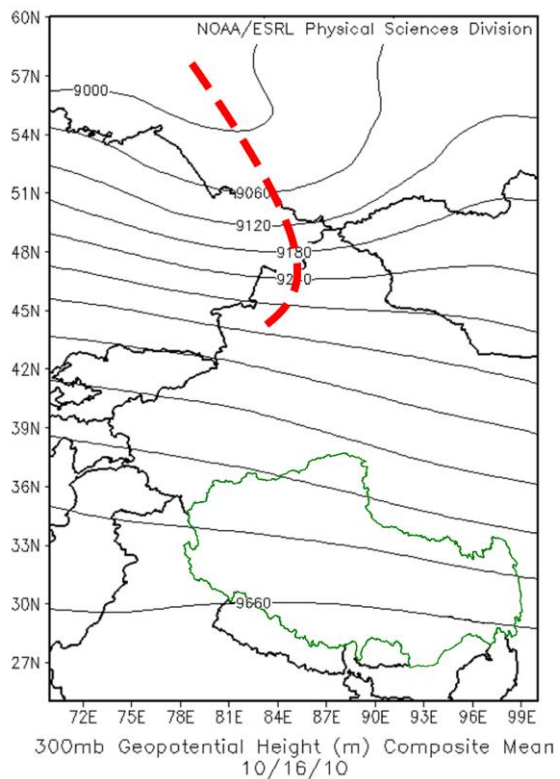 60N
NOAA/ESRL Physical Sciences Division
57N
9000
54N
51N
9060
9120
48N
9180
9240
45N
42N
39N
36N
33N
30N
9660
27N
72E 75E 78E 81E 84E 87E 90E 93E 96E 99E
300mb Geopotential Height (m) Composite Mean
10/16/10